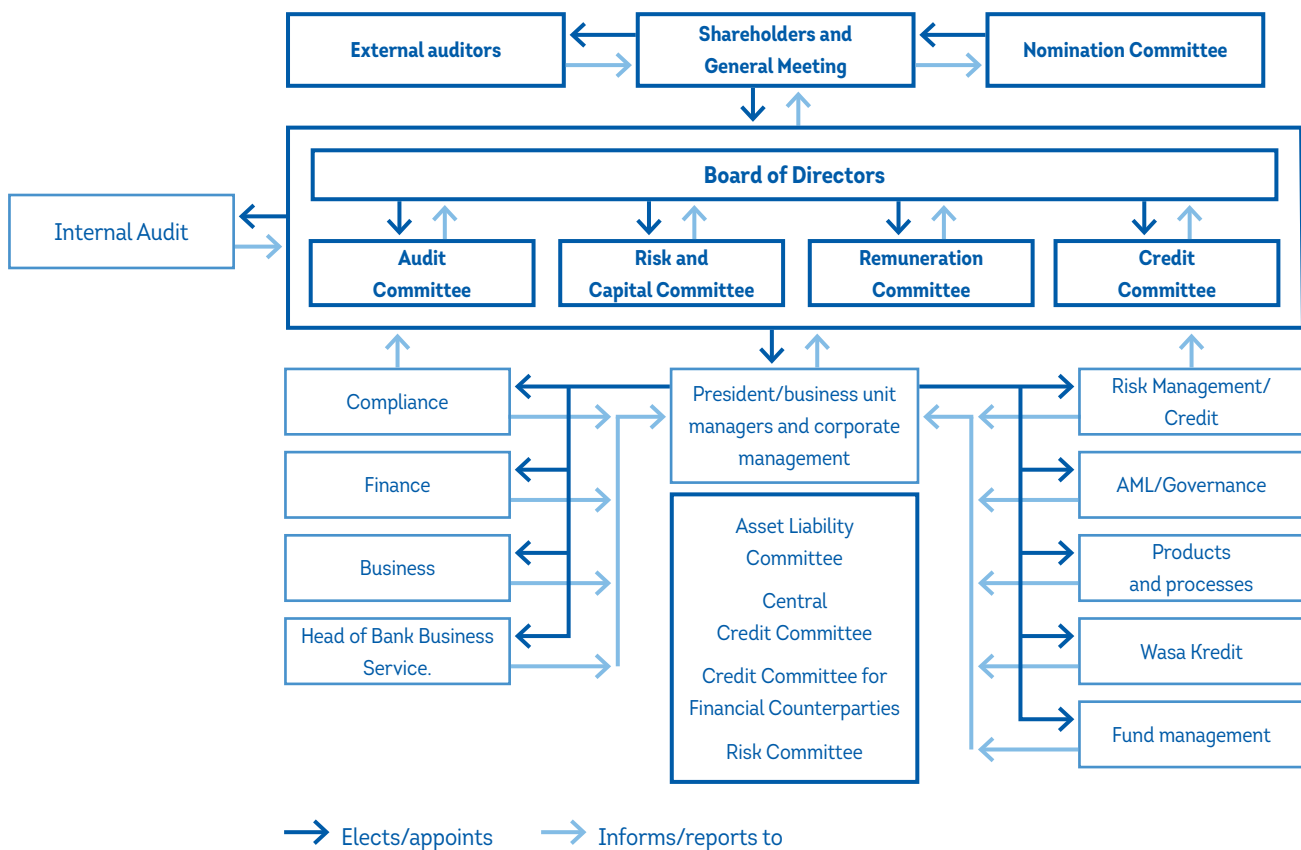 External auditors
Shareholders and
General Meeting
Nomination Committee
Board of Directors
Internal Audit
Audit
Committee
Risk and
Capital Committee
Remuneration
Committee
Credit
Committee
Compliance
Finance
Business
Head of Bank Business
Service.
President/business unit
managers and corporate
management
Asset Liability
Committee
Central
Credit Committee
Credit Committee for
Financial Counterparties
Risk Committee
Risk Management/
Credit
AML/Governance
Products
and processes
Wasa Kredit
Fund management
Elects/appoints
Informs/reports to